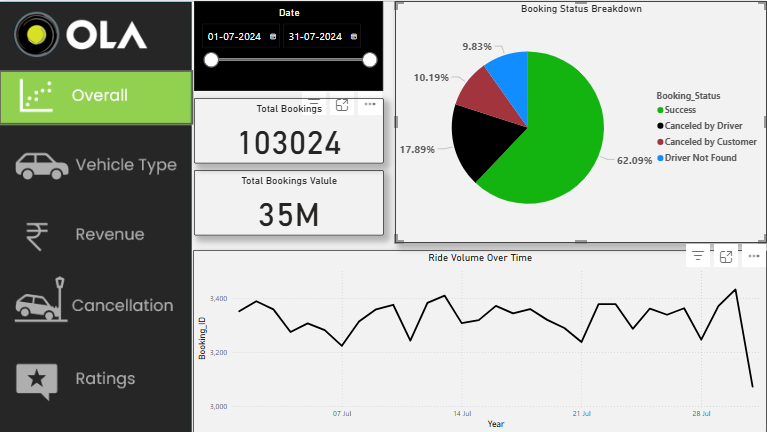 OLA
Overall
Vehicle Type
Revenue
Cancellation
Ratings
Date
01-07-2024 31-07-2024
Total Bookings
103024
Total Bookings Valule
35M
Booking Status Breakdown
9.83%
10.19%
17.89%
62.09%
Booking_Status
Success
Canceled by Driver
Canceled by Customer
Driver Not Found
Ride Volume Over Time
Booking_ID
3,400
3,200
3,000
07 Jul 14 Jul 21 Jul 28 Jul
Year